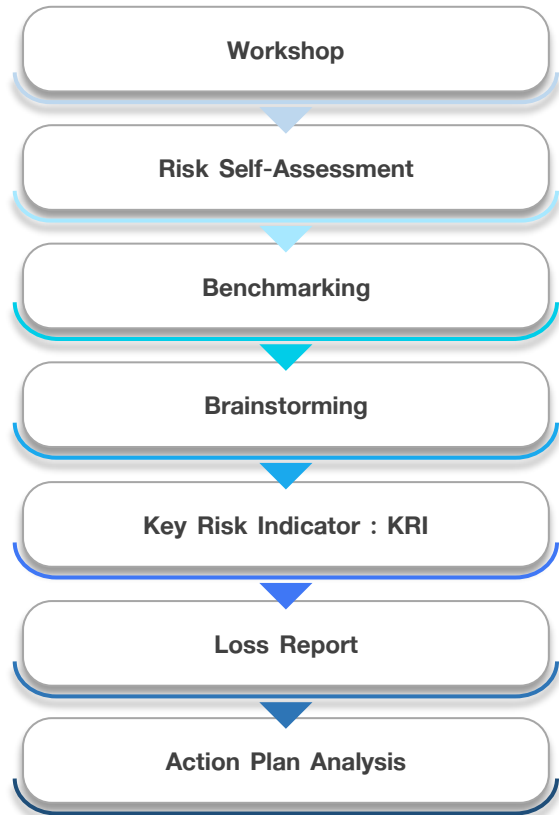 Workshop
Risk Self-Assessment
Benchmarking
Brainstorming
Key Risk Indicator : KRI
Loss Report
Action Plan Analysis